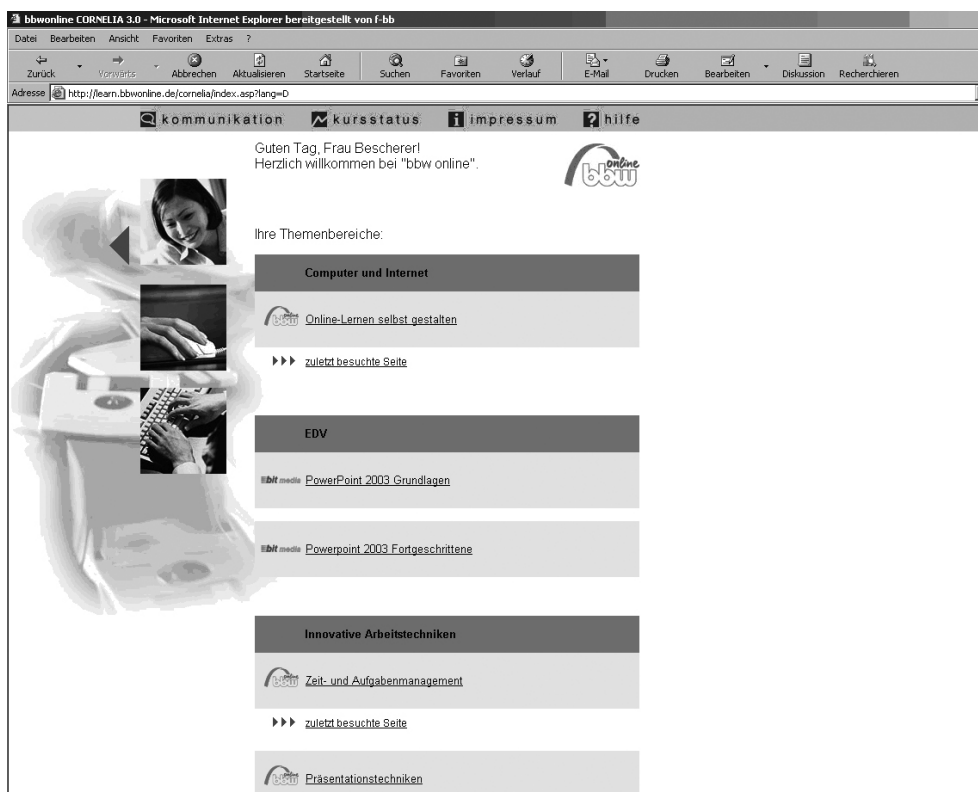 bbwonline CORNELIA 3.0 - Microsoft Internet Explorer bereitgestellt von f-bb
Datei Bearbeiten Ansicht Favoriten Extras ?
Zurück Vorwärts Abbrechen Aktualisieren Startseite Suchen Favoriten Verlauf E-Mail Drucken Bearbeiten Diskussion Recherchieren
Adresse http://learn.bbwonline.de/cornelia/index.asp?lang=D
kommunikation kursstatus impressum hilfe
Guten Tag, Frau Bescherer!
Herzlich willkommen bei "bbw online".
online
bbw
Ihre Themenbereiche:
Computer und Internet
bbw Online-Lernen selbst gestalten
zuletzt besuchte Seite
EDV
bit media PowerPoint 2003 Grundlagen
bit media Powerpoint 2003 Fortgeschrittene
Innovative Arbeitstechniken
bbw Zeit- und Aufgabenmanagement
zuletzt besuchte Seite
bbw Präsentationstechniken